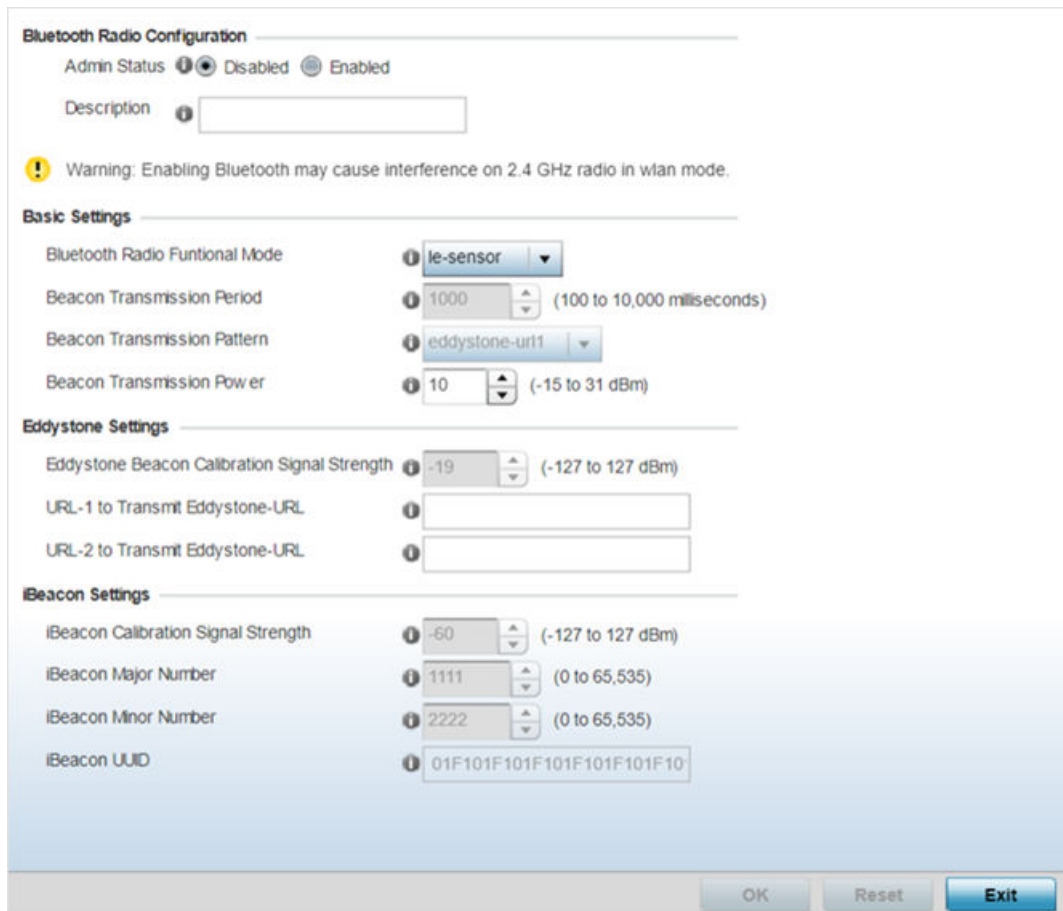 Bluetooth Radio Configuration
Admin Status Disabled Enabled
Description
Warning: Enabling Bluetooth may cause interference on 2.4 GHz radio in wlan mode.
Basic Settings
Bluetooth Radio Funtional Mode le-sensor
Beacon Transmission Period 1000 (100 to 10,000 milliseconds)
Beacon Transmission Pattern eddystone-url1
Beacon Transmission Power 10 (-15 to 31 dBm)
Eddystone Settings
Eddystone Beacon Calibration Signal Strength -19 (-127 to 127 dBm)
URL-1 to Transmit Eddystone-URL
URL-2 to Transmit Eddystone-URL
iBeacon Settings
iBeacon Calibration Signal Strength -60 (-127 to 127 dBm)
iBeacon Major Number 1111 (0 to 65,535)
iBeacon Minor Number 2222 (0 to 65,535)
iBeacon UUID 01F101F101F101F101F101F10
OK Reset Exit